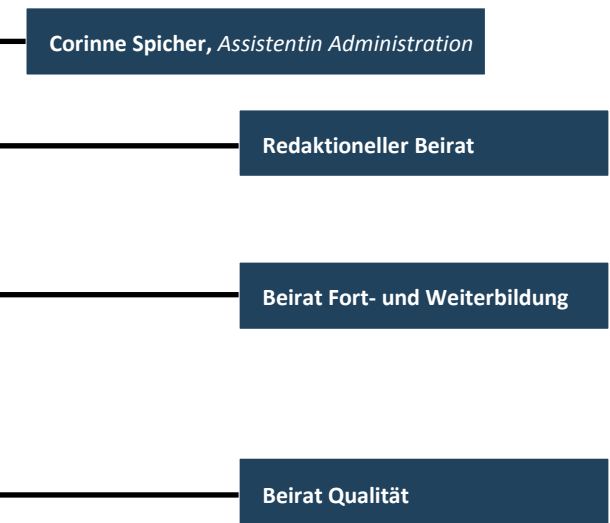 Corinne Spicher, Assistentin Administration
Redaktioneller Beirat
Beirat Fort- und Weiterbildung
Beirat Qualität